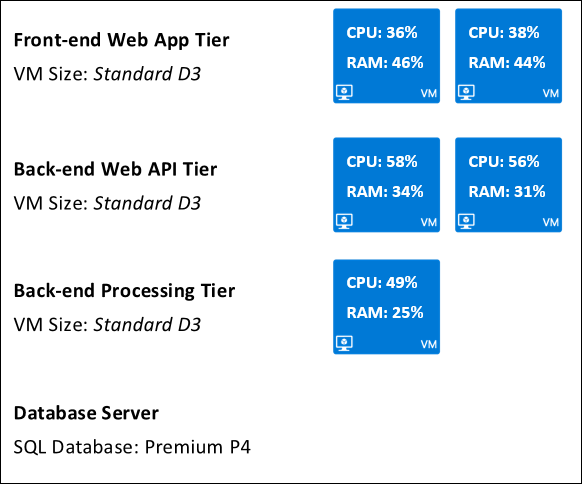 Front-end Web App Tier
VM Size: Standard D3
CPU: 36%
RAM: 46%
VM
CPU: 38%
RAM: 44%
VM
Back-end Web API Tier
VM Size: Standard D3
CPU: 58%
RAM: 34%
VM
CPU: 56%
RAM: 31%
VM
Back-end Processing Tier
VM Size: Standard D3
CPU: 49%
RAM: 25%
VM
Database Server
SQL Database: Premium P4